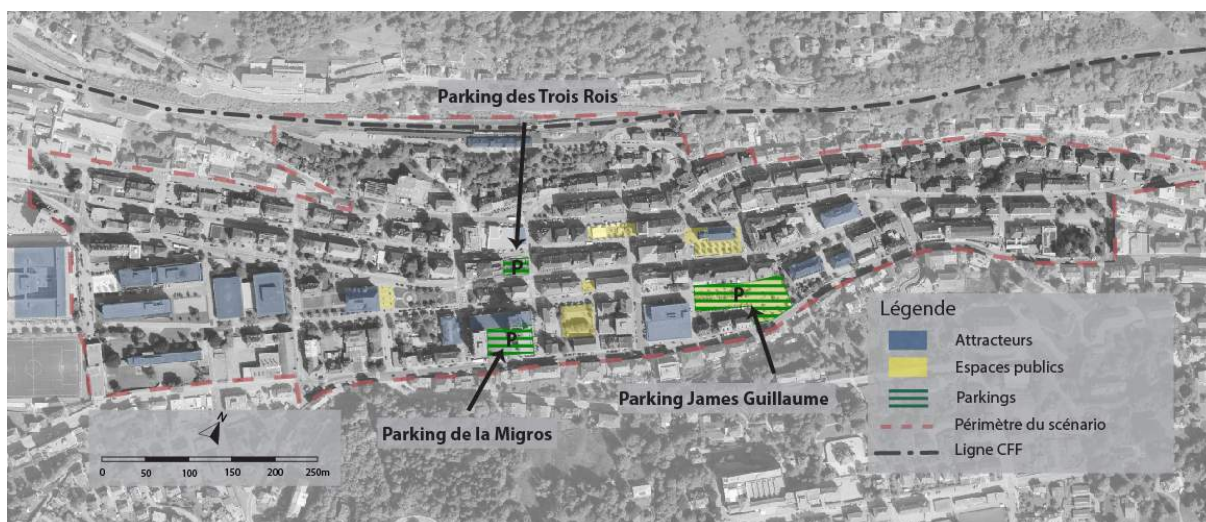 Parking des Trois Rois
P
P
P
Parking James Guillaume
Parking de la Migros
N
0 50 100 150 200 250m
Légende
Attracteurs
Espaces publics
Parkings
Périmètre du scénario
Ligne CFF